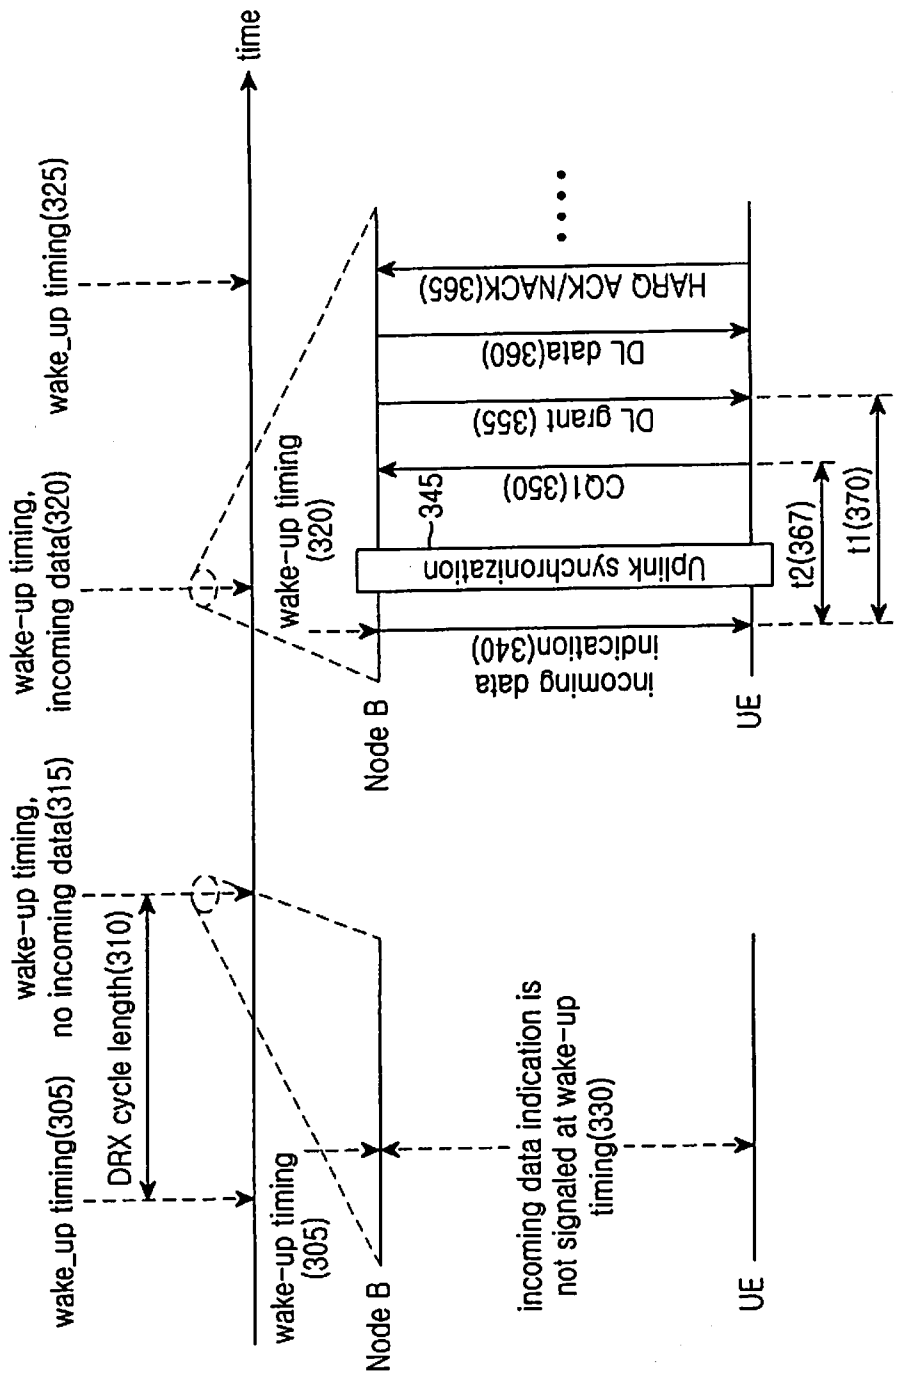 wake_up timing(305)
DRX cycle length(310)
wake-up timing,
no incoming data(315)
wake-up timing,
incoming data(320)
wake_up timing(325)
time
wake-up timing
(305)
Node B
incoming data indication is
not signaled at wake-up
timing(330)
UE
wake-up timing
(320)
Node B
incoming data
indication(340)
Uplink synchronization
345
CQ1(350)
DL grant (355)
DL data(360)
HARQ ACK/NACK(365)
UE
t2(367)
t1(370)